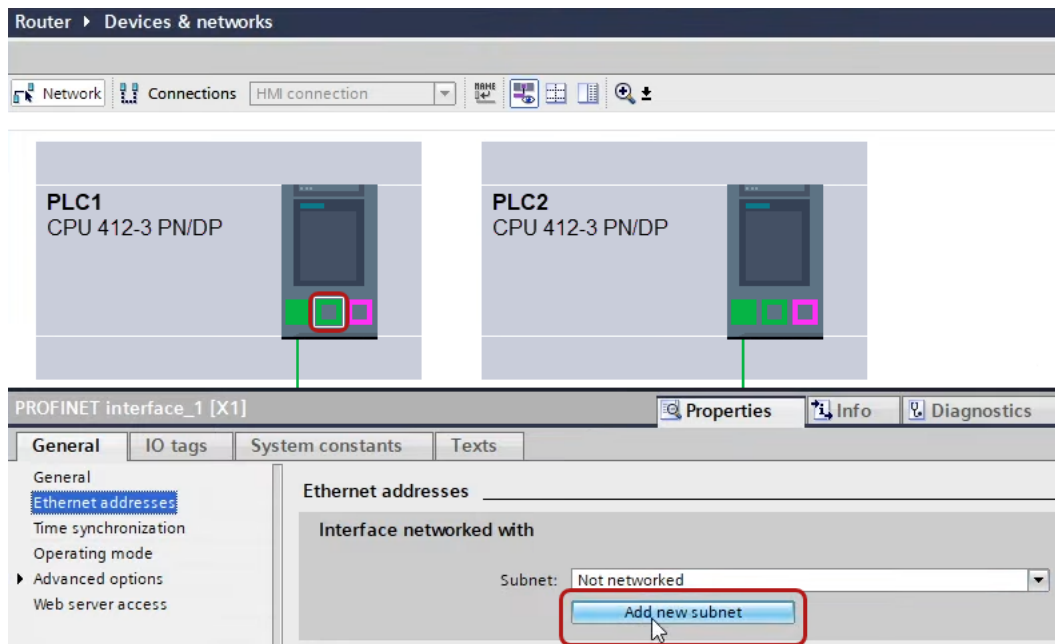 Router ▸ Devices & networks
Network Connections HMI connection
PLC1
CPU 412-3 PN/DP
PLC2
CPU 412-3 PN/DP
PROFINET interface_1 [X1]
Properties Info Diagnostics
General IO tags System constants Texts
General
Ethernet addresses
Time synchronization
Operating mode
Advanced options
Web server access
Ethernet addresses
Interface networked with
Subnet: Not networked
Add new subnet